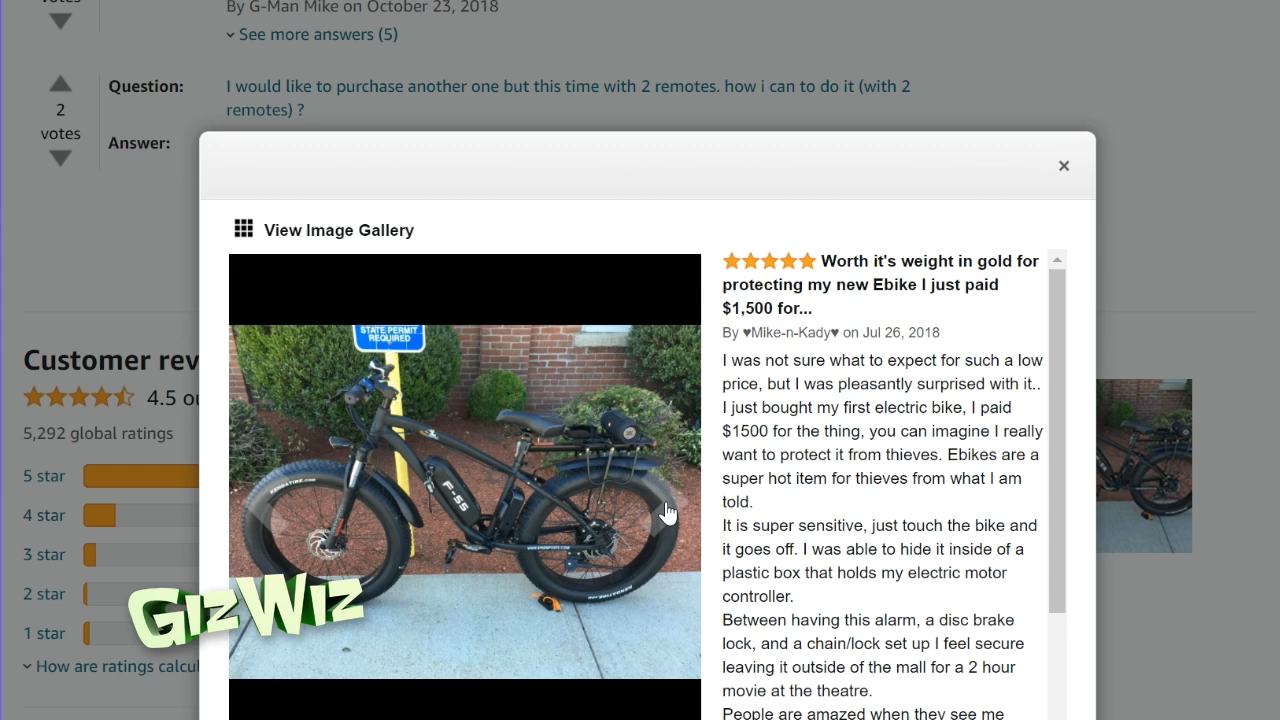 votes
By G-Man Mike on October 23, 2018
See more answers (5)
Question:
I would like to purchase another one but this time with 2 remotes. how i can to do it (with 2
remotes) ?
2
votes
Answer:
×
View Image Gallery
Worth it's weight in gold for
protecting my new Ebike I just paid
$1,500 for...
By ♥Mike-n-Kady♥ on Jul 26, 2018
I was not sure what to expect for such a low
price, but I was pleasantly surprised with it..
I just bought my first electric bike, I paid
$1500 for the thing, you can imagine I really
want to protect it from thieves. Ebikes are a
super hot item for thieves from what I am
told.
It is super sensitive, just touch the bike and
it goes off. I was able to hide it inside of a
plastic box that holds my electric motor
controller.
Between having this alarm, a disc brake
lock, and a chain/lock set up I feel secure
leaving it outside of the mall for a 2 hour
movie at the theatre.
People are amazed when they see me
STATE PERMIT
REQUIRED
F-55
Customer rev
4.5 ou
5,292 global ratings
5 star
4 star
3 star
2 star
1 star
How are ratings calcul
GizWiz